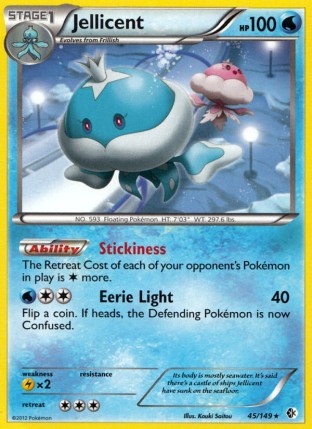 STAGE1 Jellicent HP100
Evolves from Frillish
NO. 593 Floating Pokémon HT: 7'03" WT: 297.6 lbs.
Ability Stickiness
The Retreat Cost of each of your opponent's Pokémon
in play is more.
Eerie Light 40
Flip a coin. If heads, the Defending Pokémon is now
Confused.
weakness resistance
×2
retreat
Its body is mostly seawater. It's said
there's a castle of ships Jellicent
have sunk on the seafloor.
©2012 Pokémon Illus. Kouki Saitou 45/149